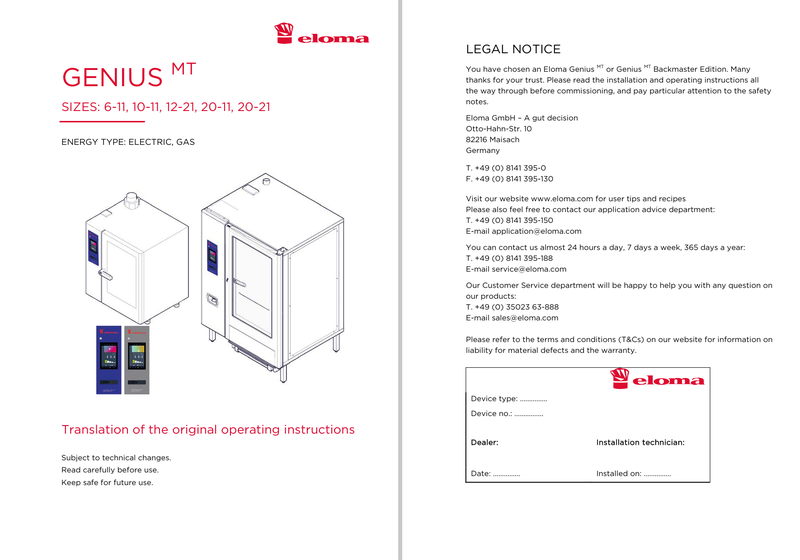 eloma
GENIUS MT
SIZES: 6-11, 10-11, 12-21, 20-11, 20-21
ENERGY TYPE: ELECTRIC, GAS
Translation of the original operating instructions
Subject to technical changes.
Read carefully before use.
Keep safe for future use.
LEGAL NOTICE
You have chosen an Eloma Genius MT or Genius MT Backmaster Edition. Many
thanks for your trust. Please read the installation and operating instructions all
the way through before commissioning, and pay particular attention to the safety
notes.
Eloma GmbH – A gut decision
Otto-Hahn-Str. 10
82216 Maisach
Germany
T. +49 (0) 8141 395-0
F. +49 (0) 8141 395-130
Visit our website www.eloma.com for user tips and recipes
Please also feel free to contact our application advice department:
T. +49 (0) 8141 395-150
E-mail application@eloma.com
You can contact us almost 24 hours a day, 7 days a week, 365 days a year:
T. +49 (0) 8141 395-188
E-mail service@eloma.com
Our Customer Service department will be happy to help you with any question on
our products:
T. +49 (0) 35023 63-888
E-mail sales@eloma.com
Please refer to the terms and conditions (T&Cs) on our website for information on
liability for material defects and the warranty.
eloma
Device type: ...............
Device no.: ................
Dealer: Installation technician:
Date: ............... Installed on: ...............